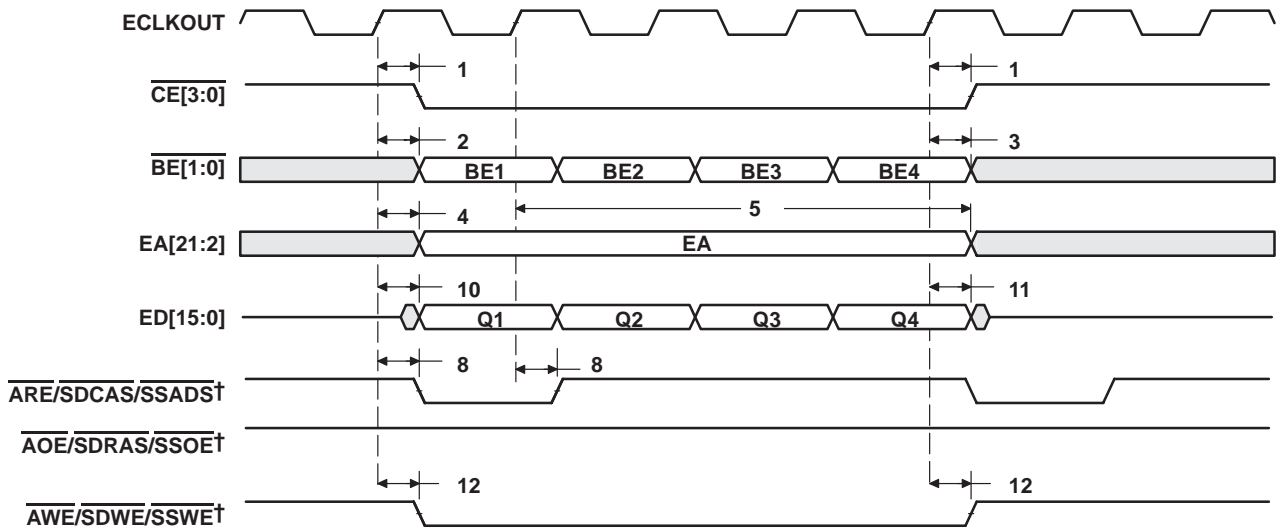 ECLKOUT
1 1
CE[3:0]
2 3
BE[1:0] BE1 BE2 BE3 BE4
4 5
EA[21:2] EA
10 11
ED[15:0] Q1 Q2 Q3 Q4
8 8
ARE/SDCAS/SSADS†
AOE/SDRAS/SSOE†
12 12
AWE/SDWE/SSWE†